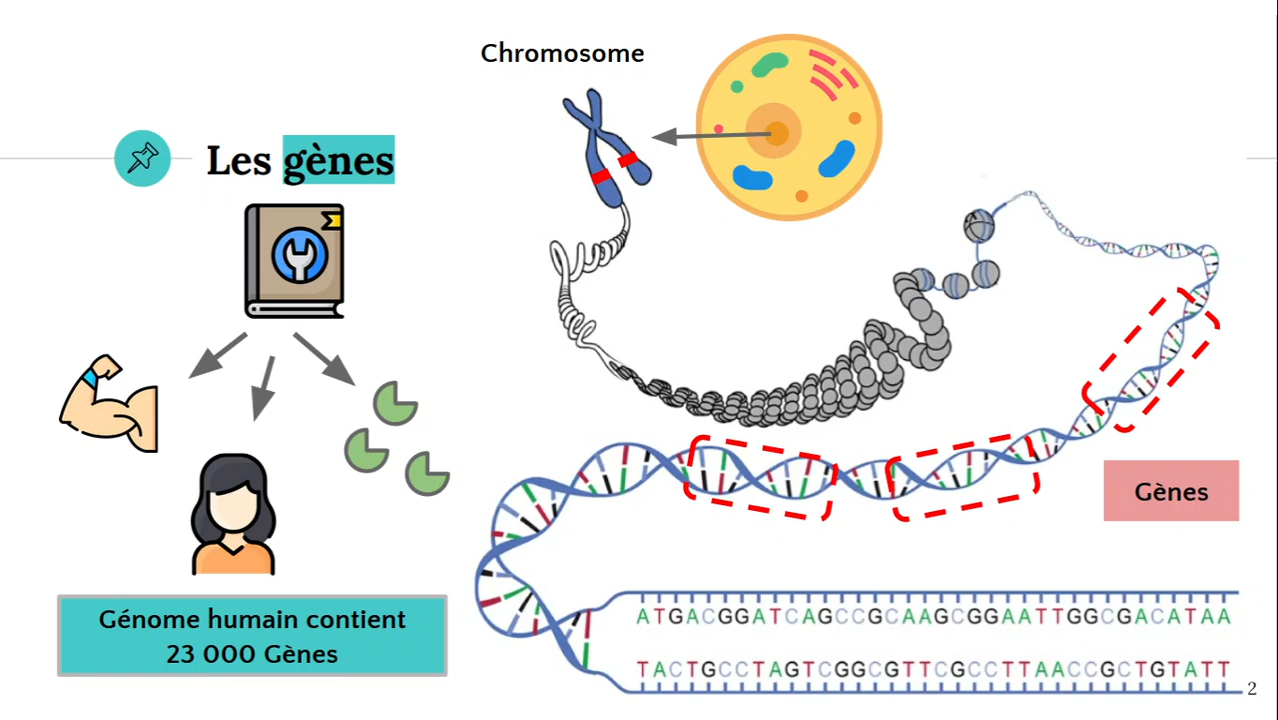 Chromosome
Les gènes
Génome humain contient
23 000 Gènes
Gènes
ATGACGGATCAGCCGCAAGCGGAATTGGCGACATAA
TACTGCCTAGTCGGCGTTCGCCTTAACCGCTGTATT
2